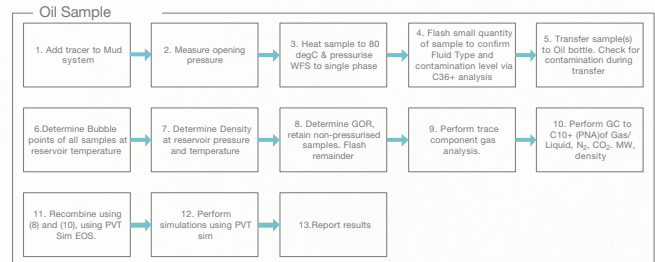 Oil Sample
1. Add tracer to Mud
system
2. Measure opening
pressure
3. Heat sample to 80
degC & pressurise
WFS to single phase
4. Flash small quantity
of sample to confirm
Fluid Type and
contamination level via
C36+ analysis
5. Transfer sample(s)
to Oil bottle. Check for
contamination during
transfer
6.Determine Bubble
points of all samples at
reservoir temperature
7. Determine Density
at reservoir pressure
and temperature
8. Determine GOR,
retain non-pressurised
samples. Flash
remainder
9. Perform trace
component gas
analysis.
10. Perform GC to
C10+ (PNA)of Gas/
Liquid, N₂, CO₂. MW,
density
11. Recombine using
(8) and (10), using PVT
Sim EOS.
12. Perform
simulations using PVT
sim
13.Report results